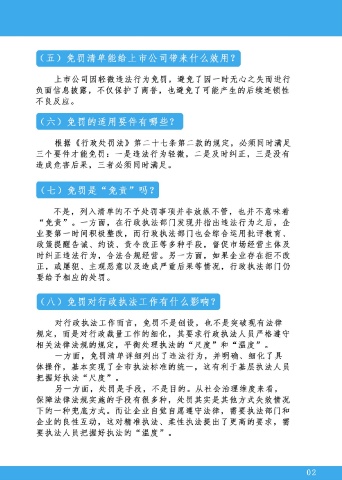 （五）免罚清单能给上市公司带来什么效用？
上市公司因轻微违法行为免罚，避免了因一时无心之失而进行
负面信息披露，不仅保护了商誉，也避免了可能产生的后续连锁性
不良反应。
（六）免罚的适用要件有哪些？
根据《行政处罚法》第二十七条第二款的规定，必须同时满足
三个要件才能免罚：一是违法行为轻微，二是及时纠正，三是没有
造成危害后果，三者必须同时满足。
（七）免罚是“免责”吗？
不是，列入清单的不予处罚事项并非放纵不管，也并不意味着
“免责”。一方面，在行政执法部门发现并指出违法行为之后，企
业要第一时间积极整改，而行政执法部门也会综合运用批评教育、
政策提醒告诫、约谈、责令改正等多种手段，督促市场经营主体及
时纠正违法行为，合法合规经营。另一方面，如果企业存在拒不改
正，或屡犯、主观恶意以及造成严重后果等情况，行政执法部门仍
要给予相应的处罚。
（八）免罚对行政执法工作有什么影响？
对行政执法工作而言，免罚不是创设，也不是突破现有法律
规定，而是对行政裁量工作的细化，其要求行政执法人员严格遵守
相关法律法规的规定，平衡处理执法的“尺度”和“温度”。
一方面，免罚清单详细列出了违法行为，并明确、细化了具
体操作，基本实现了全市执法标准的统一，这有利于基层执法人员
把握好执法“尺度”。
另一方面，处罚是手段，不是目的。从社会治理维度来看，
保障法律法规实施的手段有很多种，处罚其实是其他方式失效情况
下的一种兜底方式。而让企业自觉自愿遵守法律，需要执法部门和
企业的良性互动，这对精准执法、柔性执法提出了更高的要求，需
要执法人员把握好执法的“温度”。
02